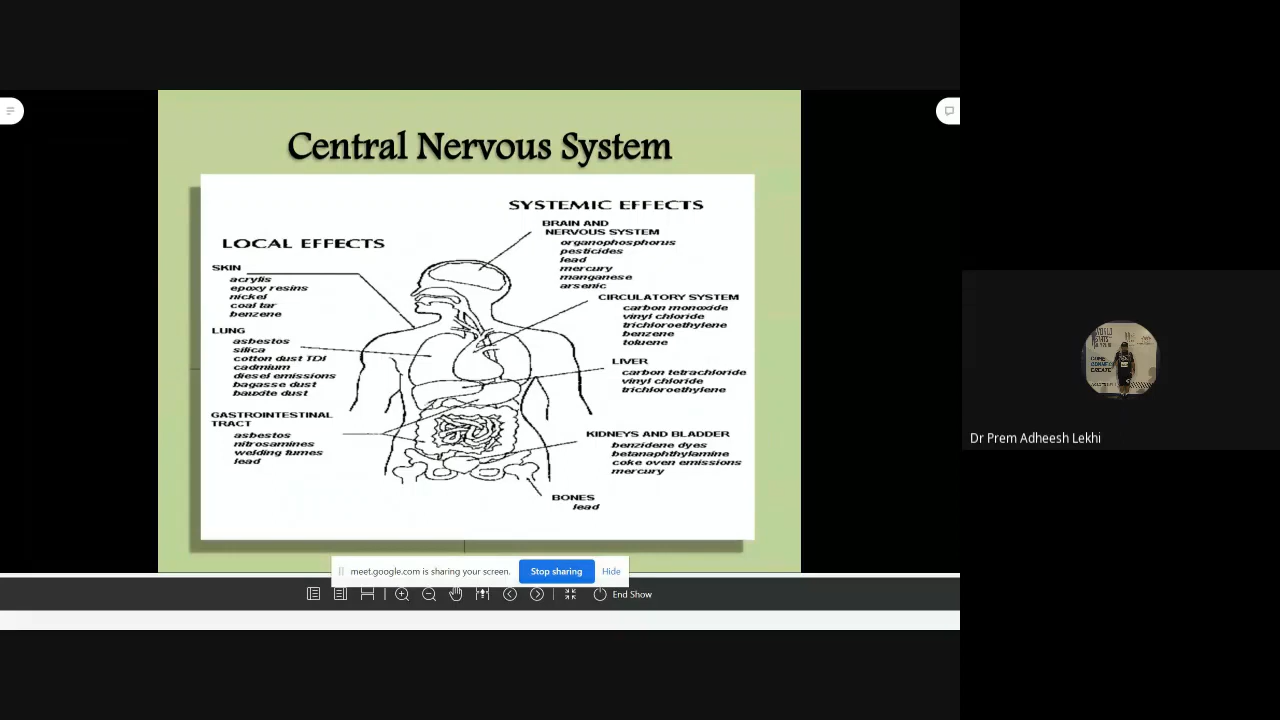 Central Nervous System
SYSTEMIC EFFECTS
BRAIN AND
NERVOUS SYSTEM
organophosphorus
pesticides
lead
mercury
manganese
arsenic
LOCAL EFFECTS
SKIN
acrylis
epoxy resins
nickel
coal tar
benzene
CIRCULATORY SYSTEM
carbon monoxide
vinyl chloride
trichloroethylene
benzene
toluene
LUNG
asbestos
silica
cotton dust TDI
cadmium
diesel emissions
bagasse dust
bauxite dust
LIVER
carbon tetrachloride
vinyl chloride
trichloroethylene
GASTROINTESTINAL
TRACT
asbestos
nitrosamines
welding fumes
lead
KIDNEYS AND BLADDER
benzidene dyes
betanaphthylamine
coke oven emissions
mercury
BONES
lead
meet.google.com is sharing your screen.
Stop sharing
Hide
End Show
Dr Prem Adheesh Lekhi